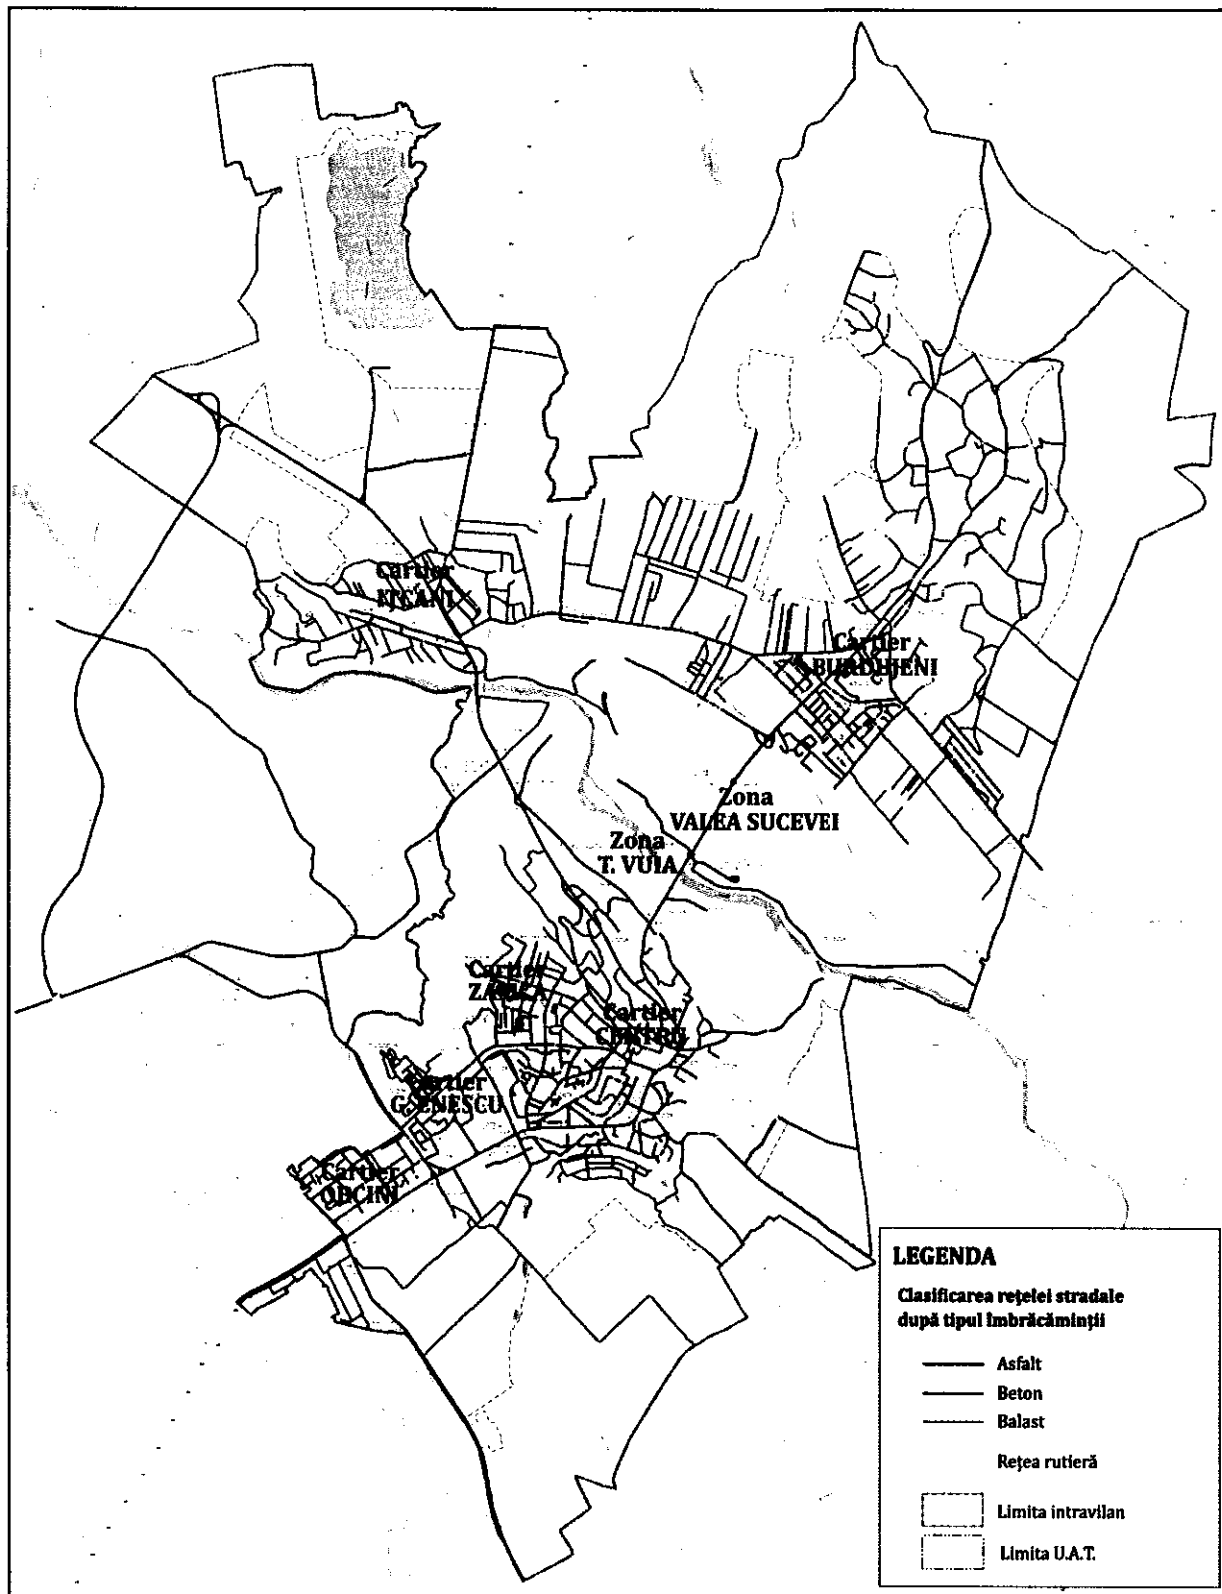 Cartier
IȚCANI
Cartier
BURDUJENI
Zona
VALEA SUCEVEI
Zona
T. VUIA
Cartier
ZAMCA
Cartier
CENTRU
Cartier
G. ENESCU
Cartier
OBCINI
LEGENDA
Clasificarea rețelei stradale
după tipul îmbrăcăminții
Asfalt
Beton
Balast
Rețea rutieră
Limita intravilan
Limita U.A.T.